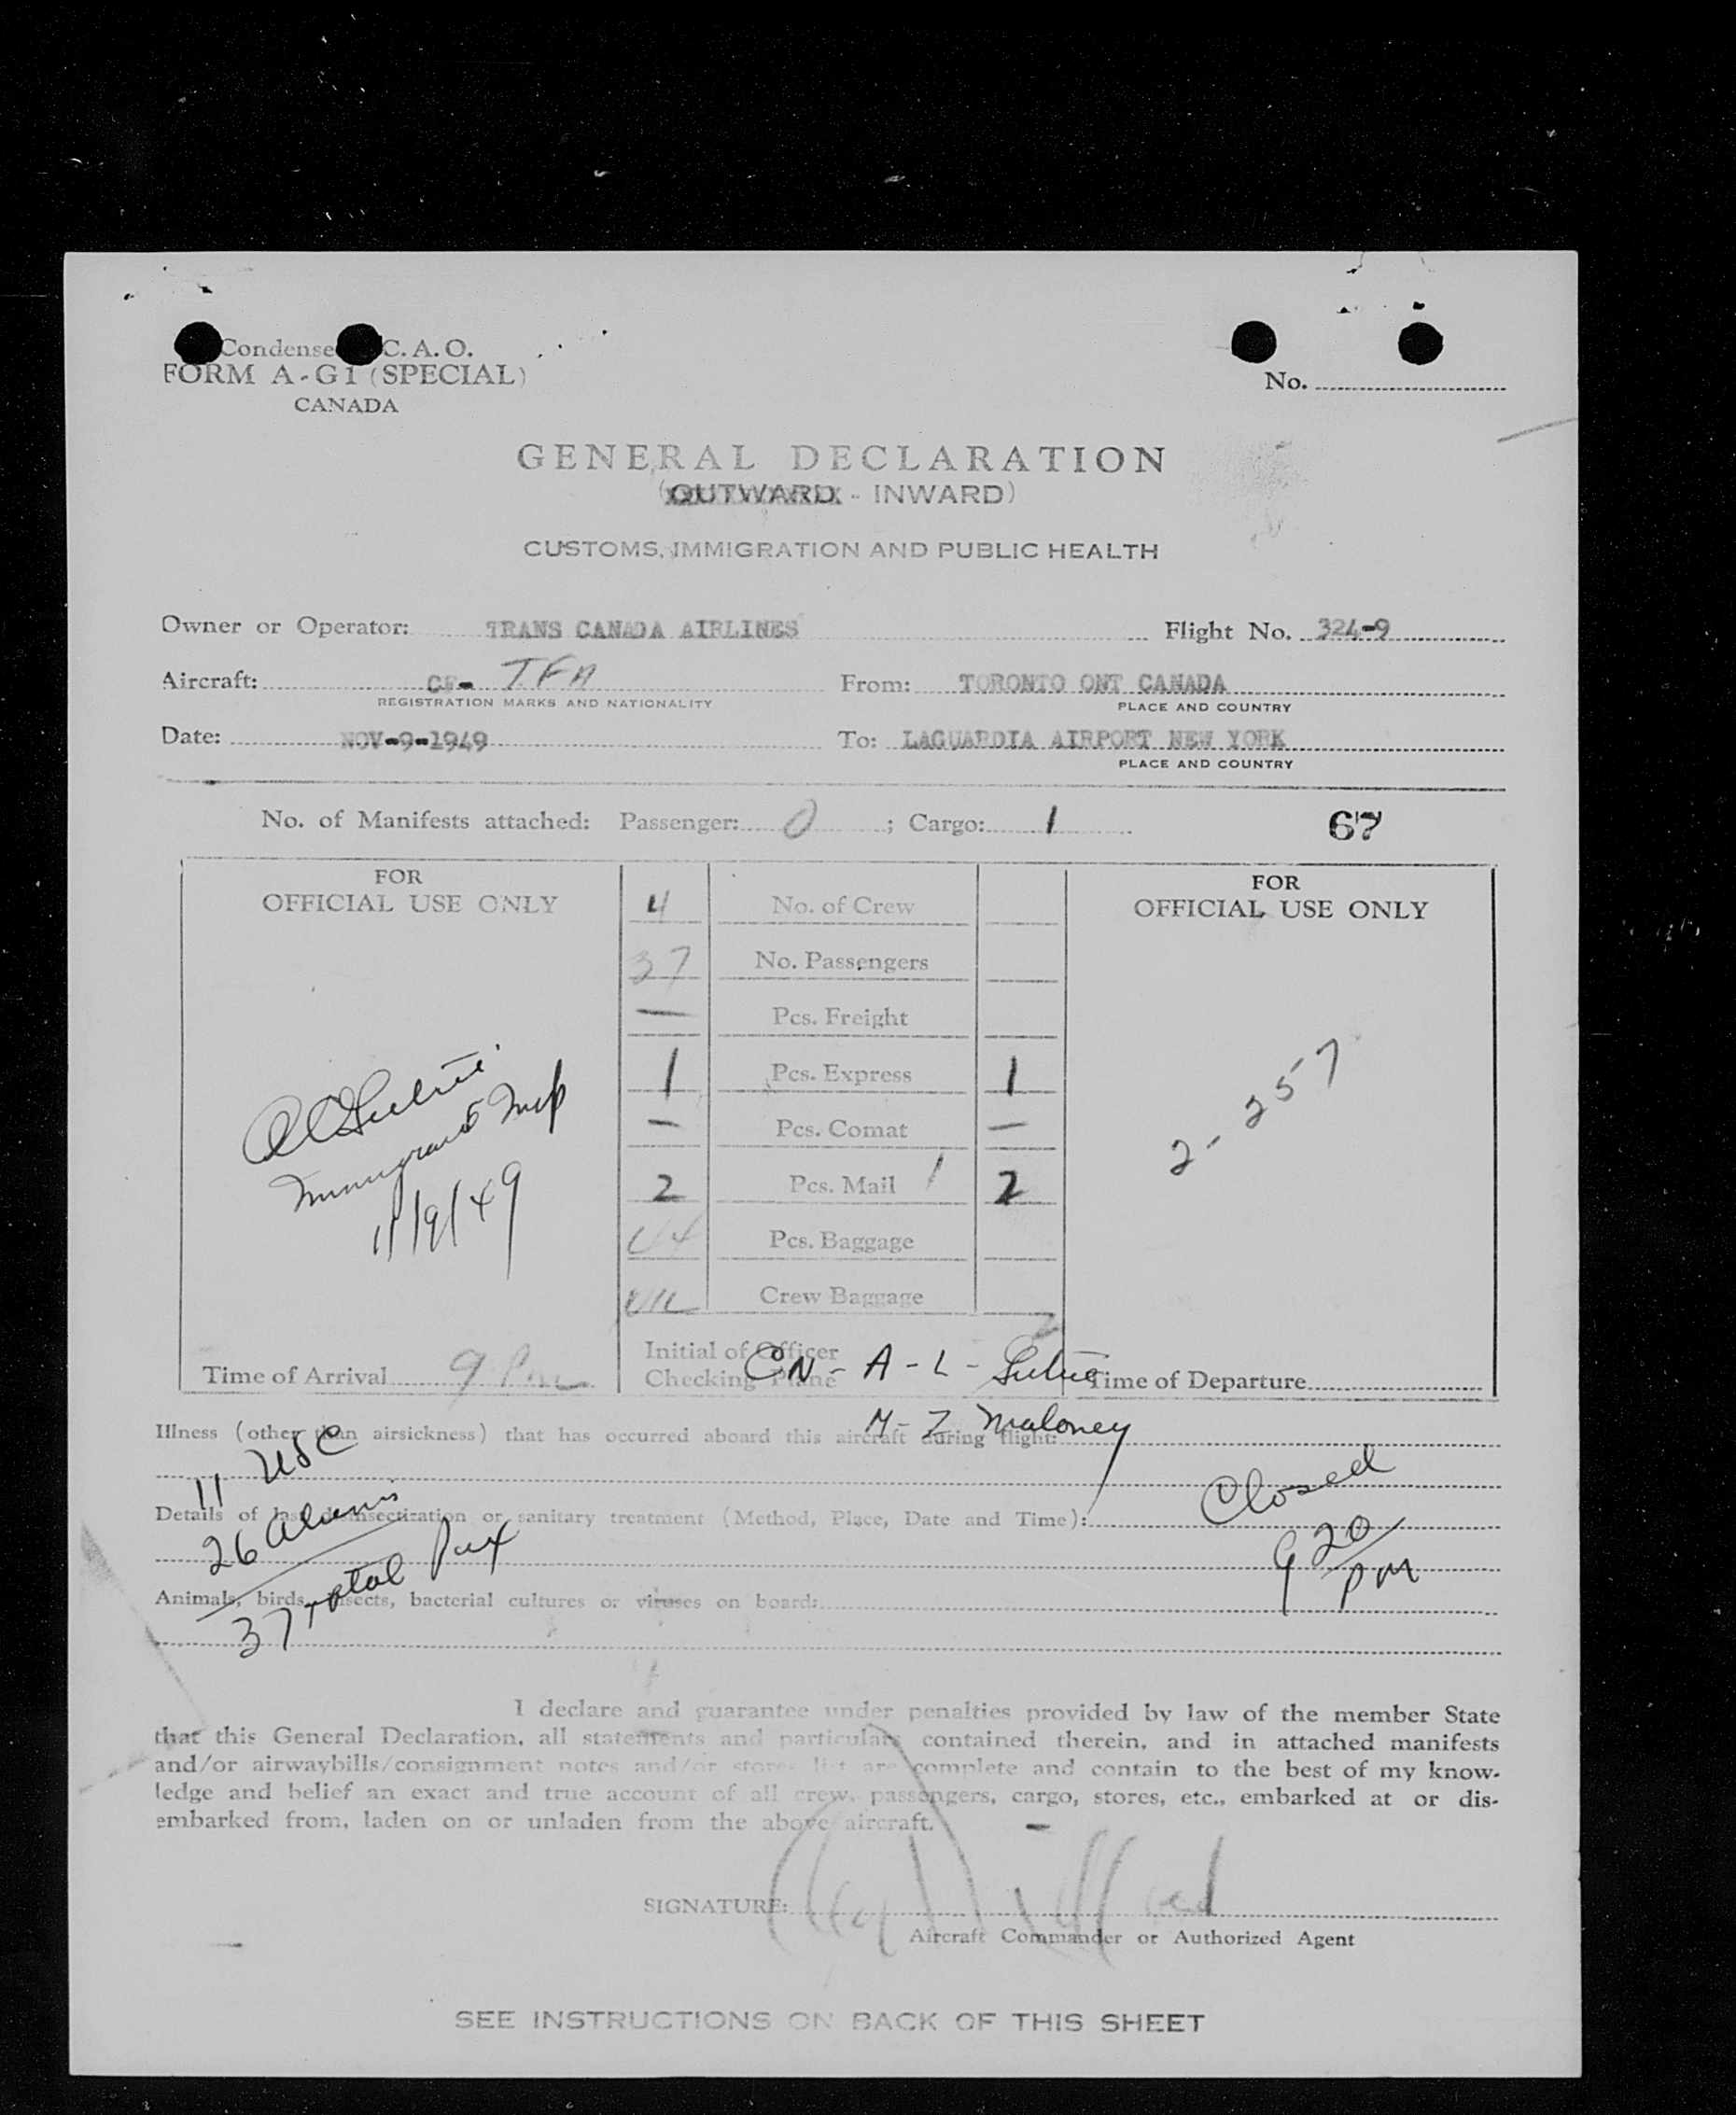 Condense C. A. O.
FORM A-G1 (SPECIAL)
CANADA
No.
GENERAL DECLARATION
(OUTWARD - INWARD)
CUSTOMS, IMMIGRATION AND PUBLIC HEALTH
Owner or Operator: TRANS CANADA AIRLINES Flight No. 324-9
Aircraft: CF- TFA From: TORONTO ONT CANADA
REGISTRATION MARKS AND NATIONALITY PLACE AND COUNTRY
Date: NOV-9-1949 To: LAGUARDIA AIRPORT NEW YORK
PLACE AND COUNTRY
No. of Manifests attached: Passenger: 0 ; Cargo: 1 67
FOR
OFFICIAL USE ONLY
4 No. of Crew
37 No. Passengers
— Pcs. Freight
1 Pcs. Express 1
— Pcs. Comat —
2 Pcs. Mail 1 2
Pcs. Baggage
Crew Baggage
Immigrant Insp
11/9/49
Time of Arrival 9 Pm
Initial of Officer
Checking Plane
FOR
OFFICIAL USE ONLY
2-257
Time of Departure
M-Z Maloney
Illness (other than airsickness) that has occurred aboard this aircraft during flight:
11 USC
Details of last disinsectization or sanitary treatment (Method, Place, Date and Time):
26 Aliens
37 Total Pax
Closed
9 20
PM
Animals, birds, insects, bacterial cultures or viruses on board:
I declare and guarantee under penalties provided by law of the member State
that this General Declaration, all statements and particulars contained therein, and in attached manifests
and/or airwaybills/consignment notes and/or stores list are complete and contain to the best of my know-
ledge and belief an exact and true account of all crew, passengers, cargo, stores, etc., embarked at or dis-
embarked from, laden on or unladen from the above aircraft.
SIGNATURE:
Aircraft Commander or Authorized Agent
SEE INSTRUCTIONS ON BACK OF THIS SHEET